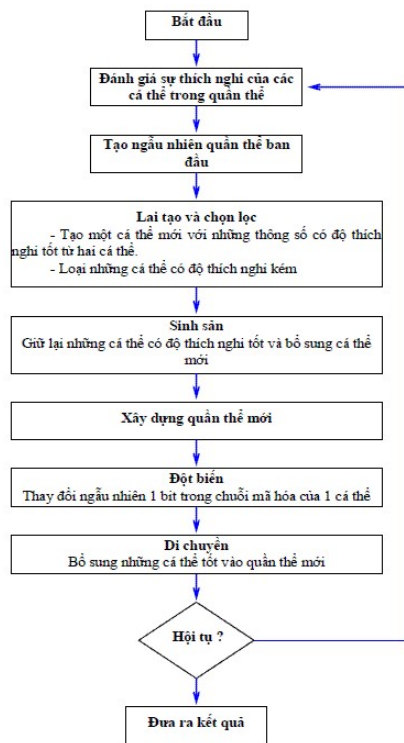 Bắt đầu
Đánh giá sự thích nghi của các
cá thể trong quần thể
Tạo ngẫu nhiên quần thể ban
đầu
Lai tạo và chọn lọc
- Tạo một cá thể mới với những thông số có độ thích
nghi tốt từ hai cá thể.
- Loại những cá thể có độ thích nghi kém
Sinh sản
Giữ lại những cá thể có độ thích nghi tốt và bổ sung cá thể
mới
Xây dựng quần thể mới
Đột biến
Thay đổi ngẫu nhiên 1 bit trong chuỗi mã hóa của 1 cá thể
Di chuyển
Bổ sung những cá thể tốt vào quần thể mới
Hội tụ ?
Đưa ra kết quả